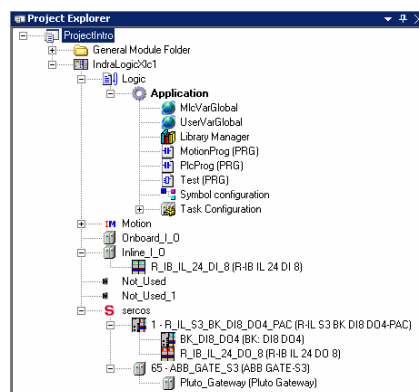 Project Explorer
ProjectIntro
General Module Folder
IndraLogicXlc1
Logic
Application
MlcVarGlobal
UserVarGlobal
Library Manager
MotionProg (PRG)
PlcProg (PRG)
Test (PRG)
Symbol configuration
Task Configuration
IM Motion
Onboard_I_O
Inline_I_O
R_IB_IL_24_DI_8 (R-IB IL 24 DI 8)
Not_Used
Not_Used_1
S sercos
1 - R_IL_S3_BK_DI8_DO4_PAC (R-IL S3 BK DI8 DO4-PAC)
BK_DI8_DO4 (BK: DI8 DO4)
R_IB_IL_24_DO_8 (R-IB IL 24 DO 8)
65 - ABB_GATE_S3 (ABB GATE-S3)
Pluto_Gateway (Pluto Gateway)